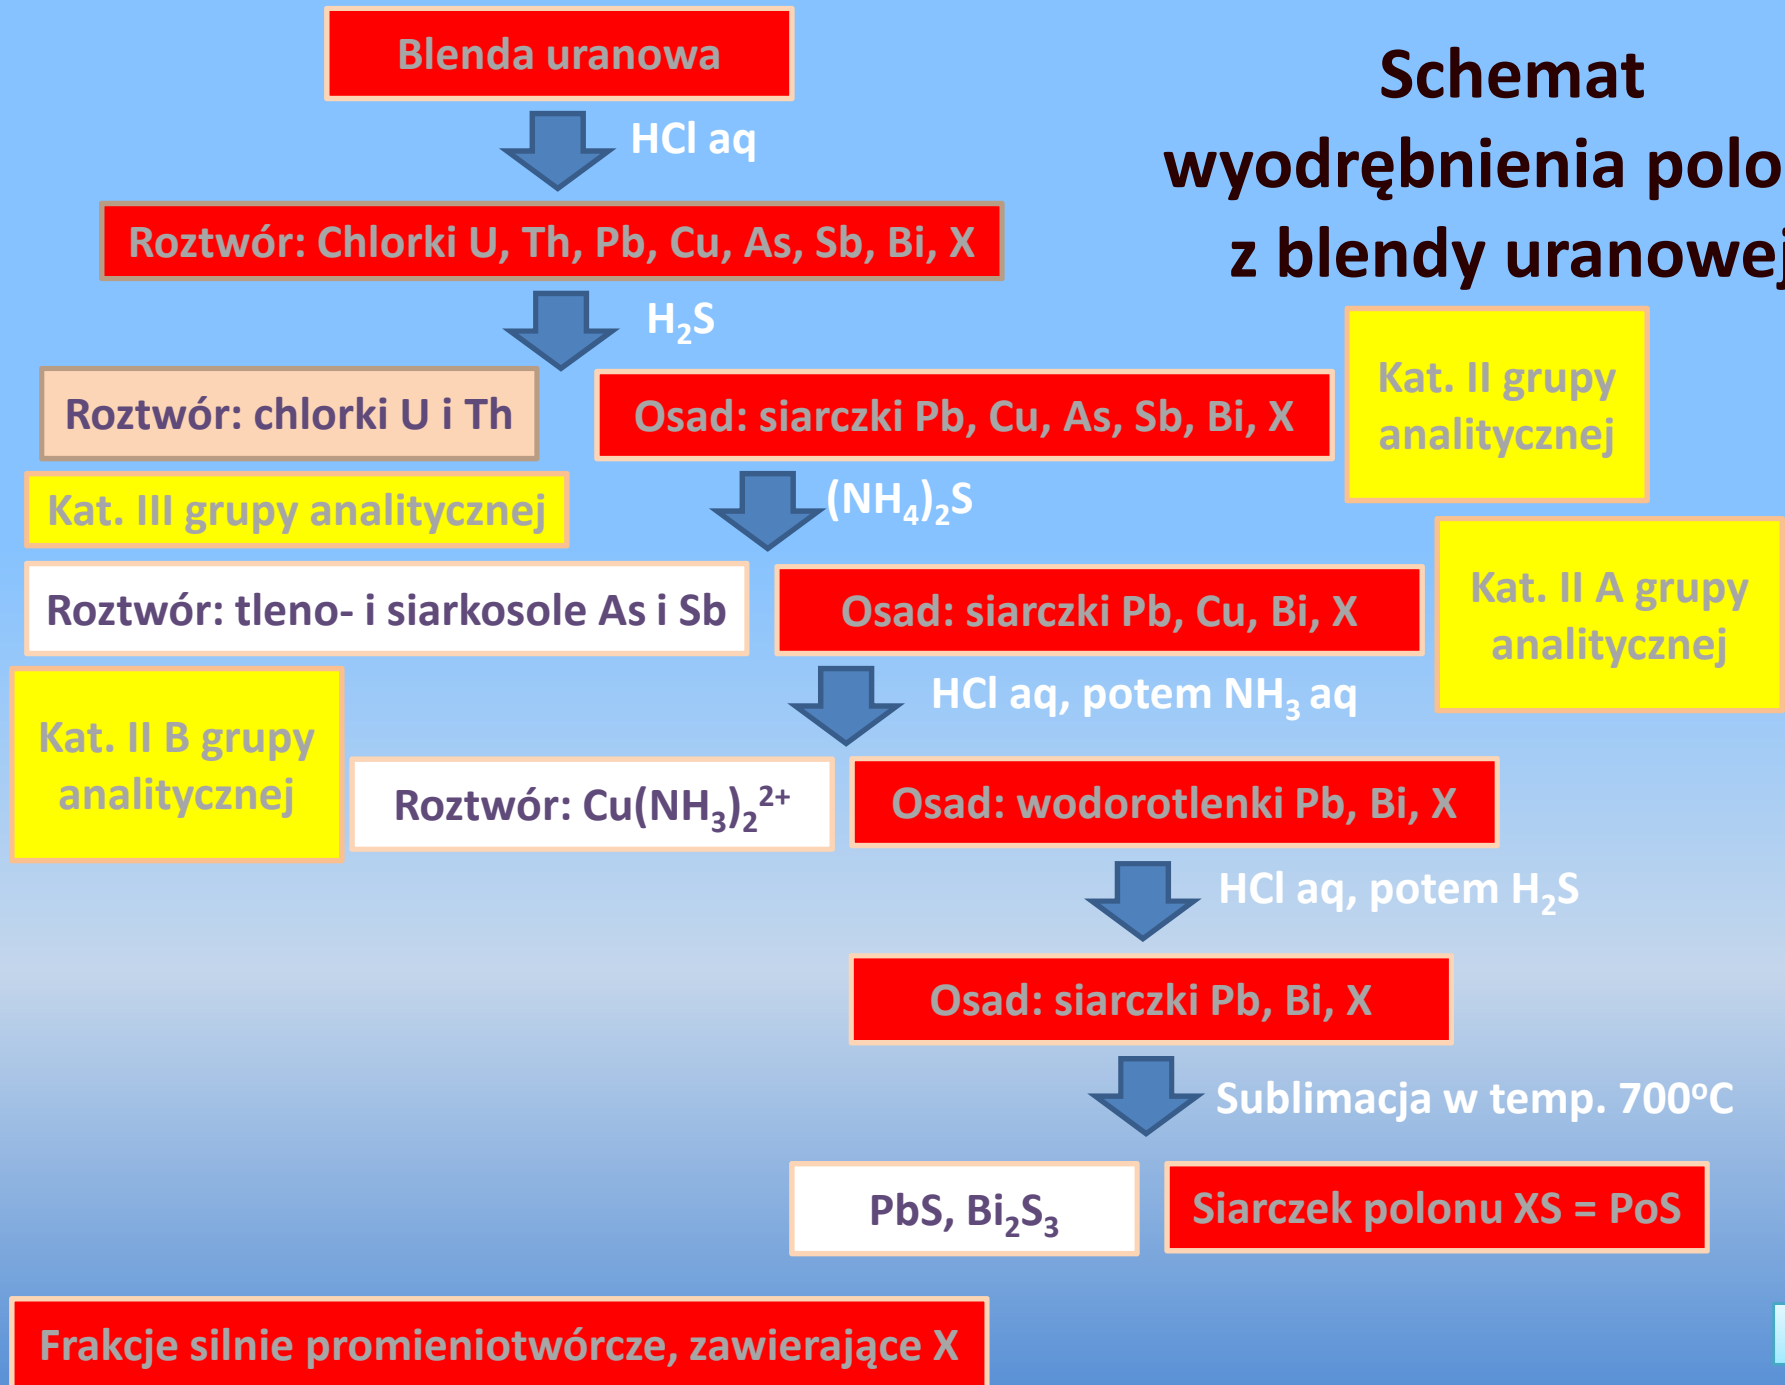 Blenda uranowa
Schemat
wyodrębnienia polo
z blendy uranowej
HCl aq
Roztwór: Chlorki U, Th, Pb, Cu, As, Sb, Bi, X
H₂S
Roztwór: chlorki U i Th
Osad: siarczki Pb, Cu, As, Sb, Bi, X
Kat. II grupy
analitycznej
Kat. III grupy analitycznej
(NH₄)₂S
Roztwór: tleno- i siarkosole As i Sb
Osad: siarczki Pb, Cu, Bi, X
Kat. II A grupy
analitycznej
HCl aq, potem NH₃ aq
Kat. II B grupy
analitycznej
Roztwór: Cu(NH₃)₂²⁺
Osad: wodorotlenki Pb, Bi, X
HCl aq, potem H₂S
Osad: siarczki Pb, Bi, X
Sublimacja w temp. 700ºC
PbS, Bi₂S₃
Siarczek polonu XS = PoS
Frakcje silnie promieniotwórcze, zawierające X